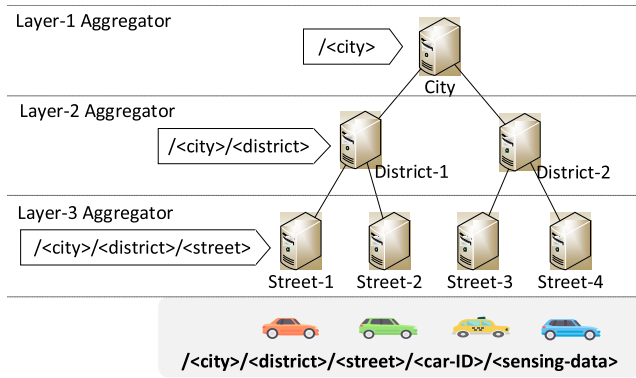 Layer-1 Aggregator
/<city>
City
Layer-2 Aggregator
/<city>/<district>
District-1
District-2
Layer-3 Aggregator
/<city>/<district>/<street>
Street-1
Street-2
Street-3
Street-4
/<city>/<district>/<street>/<car-ID>/<sensing-data>